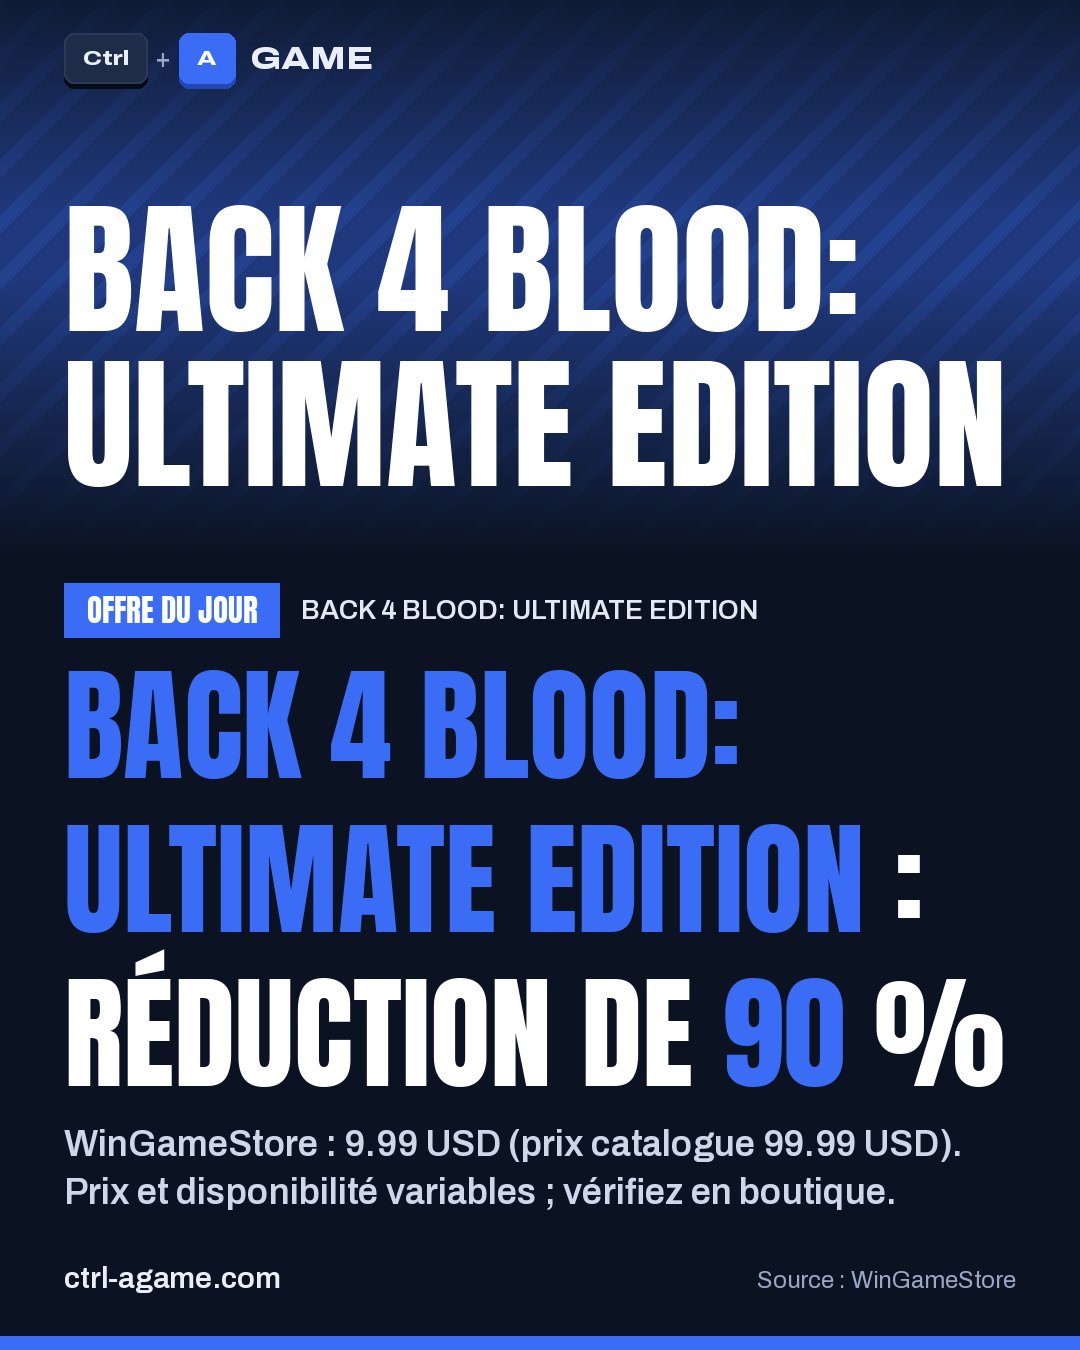 Ctrl + A GAME
BACK 4 BLOOD:
ULTIMATE EDITION
OFFRE DU JOUR BACK 4 BLOOD: ULTIMATE EDITION
BACK 4 BLOOD:
ULTIMATE EDITION :
RÉDUCTION DE 90 %
WinGameStore : 9.99 USD (prix catalogue 99.99 USD).
Prix et disponibilité variables ; vérifiez en boutique.
ctrl-agame.com Source : WinGameStore